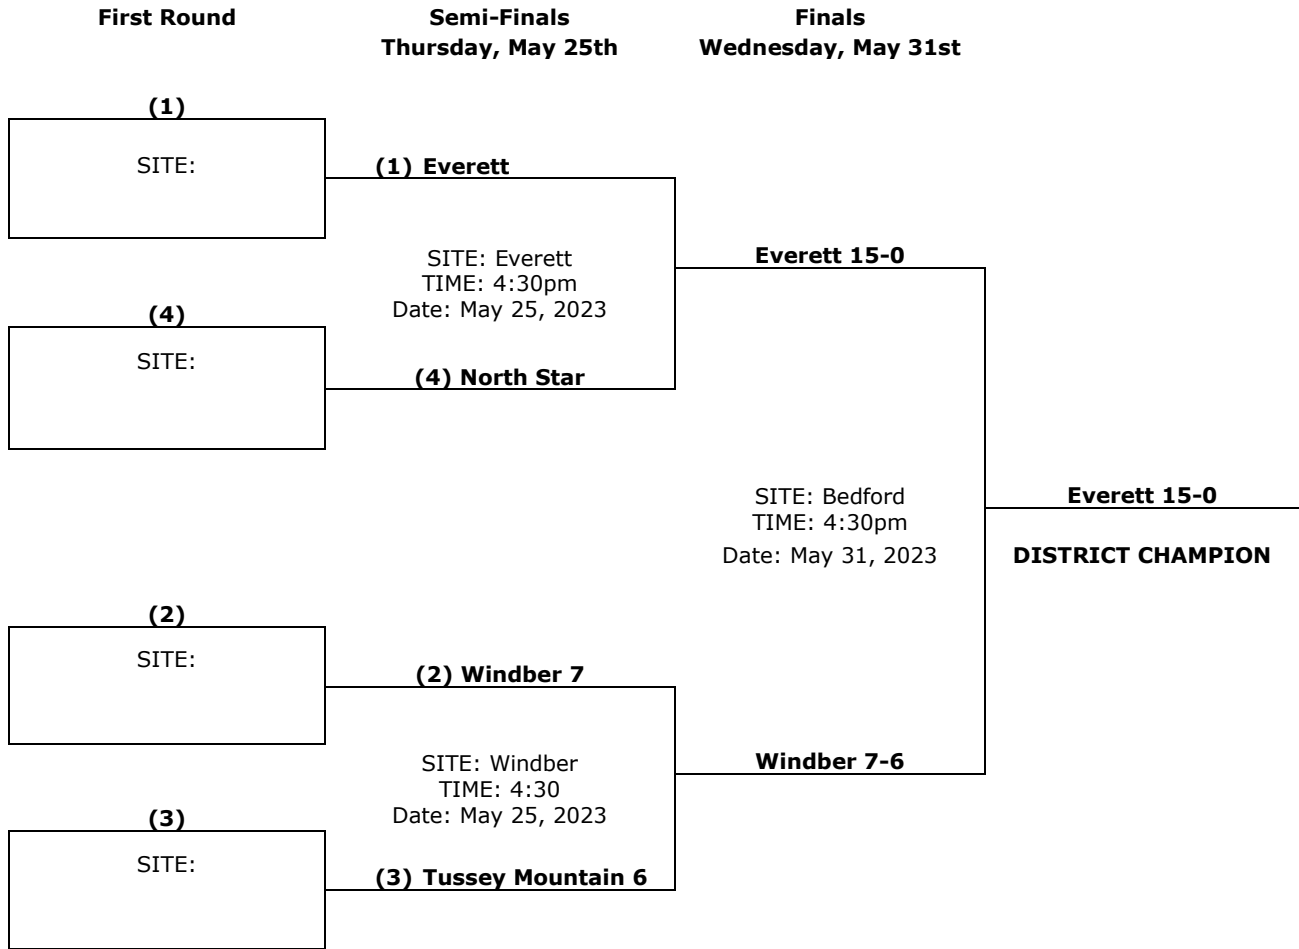 First Round
Semi-Finals
Thursday, May 25th
Finals
Wednesday, May 31st
(1)
SITE:
(1) Everett
SITE: Everett
TIME: 4:30pm
Date: May 25, 2023
Everett 15-0
(4)
SITE:
(4) North Star
SITE: Bedford
TIME: 4:30pm
Date: May 31, 2023
Everett 15-0
DISTRICT CHAMPION
(2)
SITE:
(2) Windber 7
SITE: Windber
TIME: 4:30
Date: May 25, 2023
Windber 7-6
(3)
SITE:
(3) Tussey Mountain 6